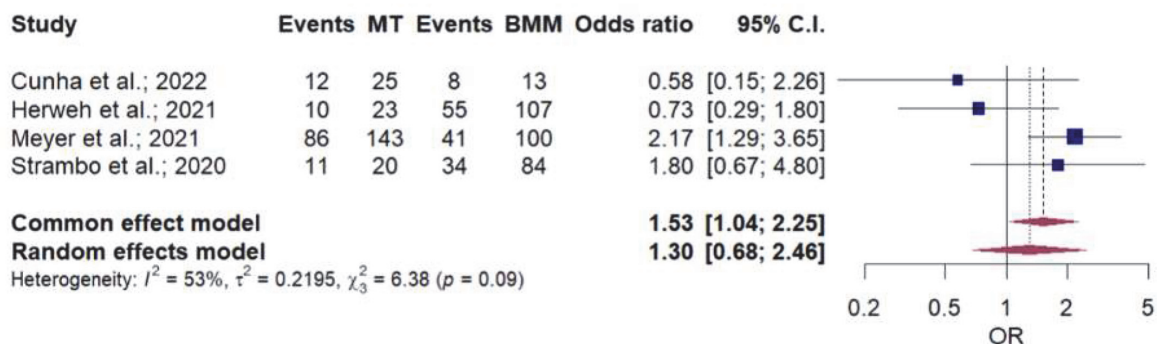 Study Events MT Events BMM Odds ratio 95% C.I.
Cunha et al.; 2022 12 25 8 13 0.58 [0.15; 2.26]
Herweh et al.; 2021 10 23 55 107 0.73 [0.29; 1.80]
Meyer et al.; 2021 86 143 41 100 2.17 [1.29; 3.65]
Strambo et al.; 2020 11 20 34 84 1.80 [0.67; 4.80]
Common effect model 1.53 [1.04; 2.25]
Random effects model 1.30 [0.68; 2.46]
Heterogeneity: I² = 53%, τ² = 0.2195, χ²₃ = 6.38 (p = 0.09)
0.2 0.5 1 2 5
OR